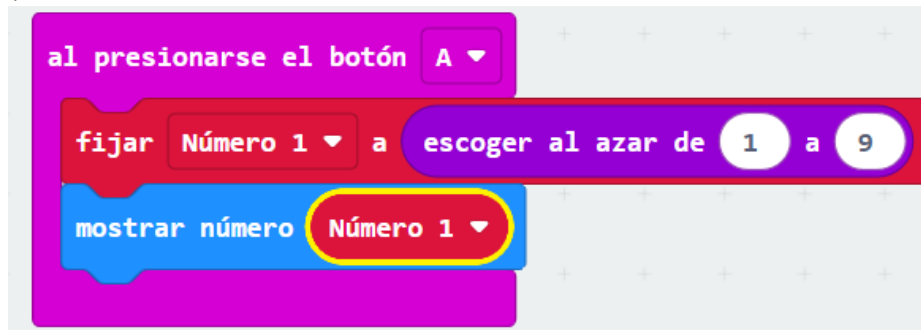 al presionarse el botón A
fijar Número 1 a escoger al azar de 1 a 9
mostrar número Número 1